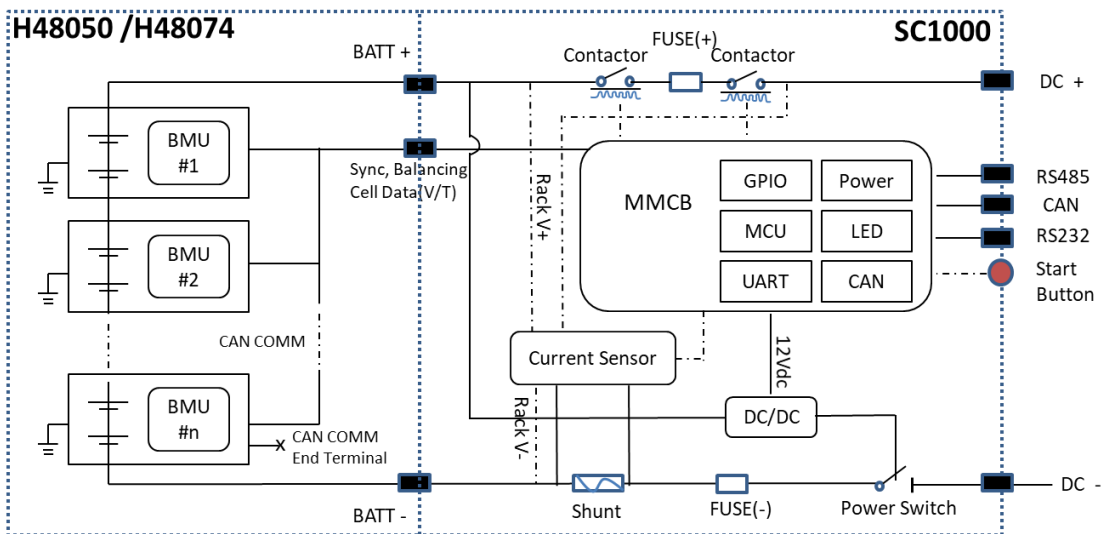 H48050 /H48074
SC1000
BATT +
Contactor
FUSE(+)
Contactor
DC +
BMU
#1
Sync, Balancing
Cell Data(V/T)
Rack V+
MMCB
GPIO
Power
MCU
LED
UART
CAN
RS485
CAN
RS232
Start
Button
BMU
#2
CAN COMM
Current Sensor
12Vdc
Rack V-
DC/DC
BMU
#n
X CAN COMM
End Terminal
BATT -
Shunt
FUSE(-)
Power Switch
DC -